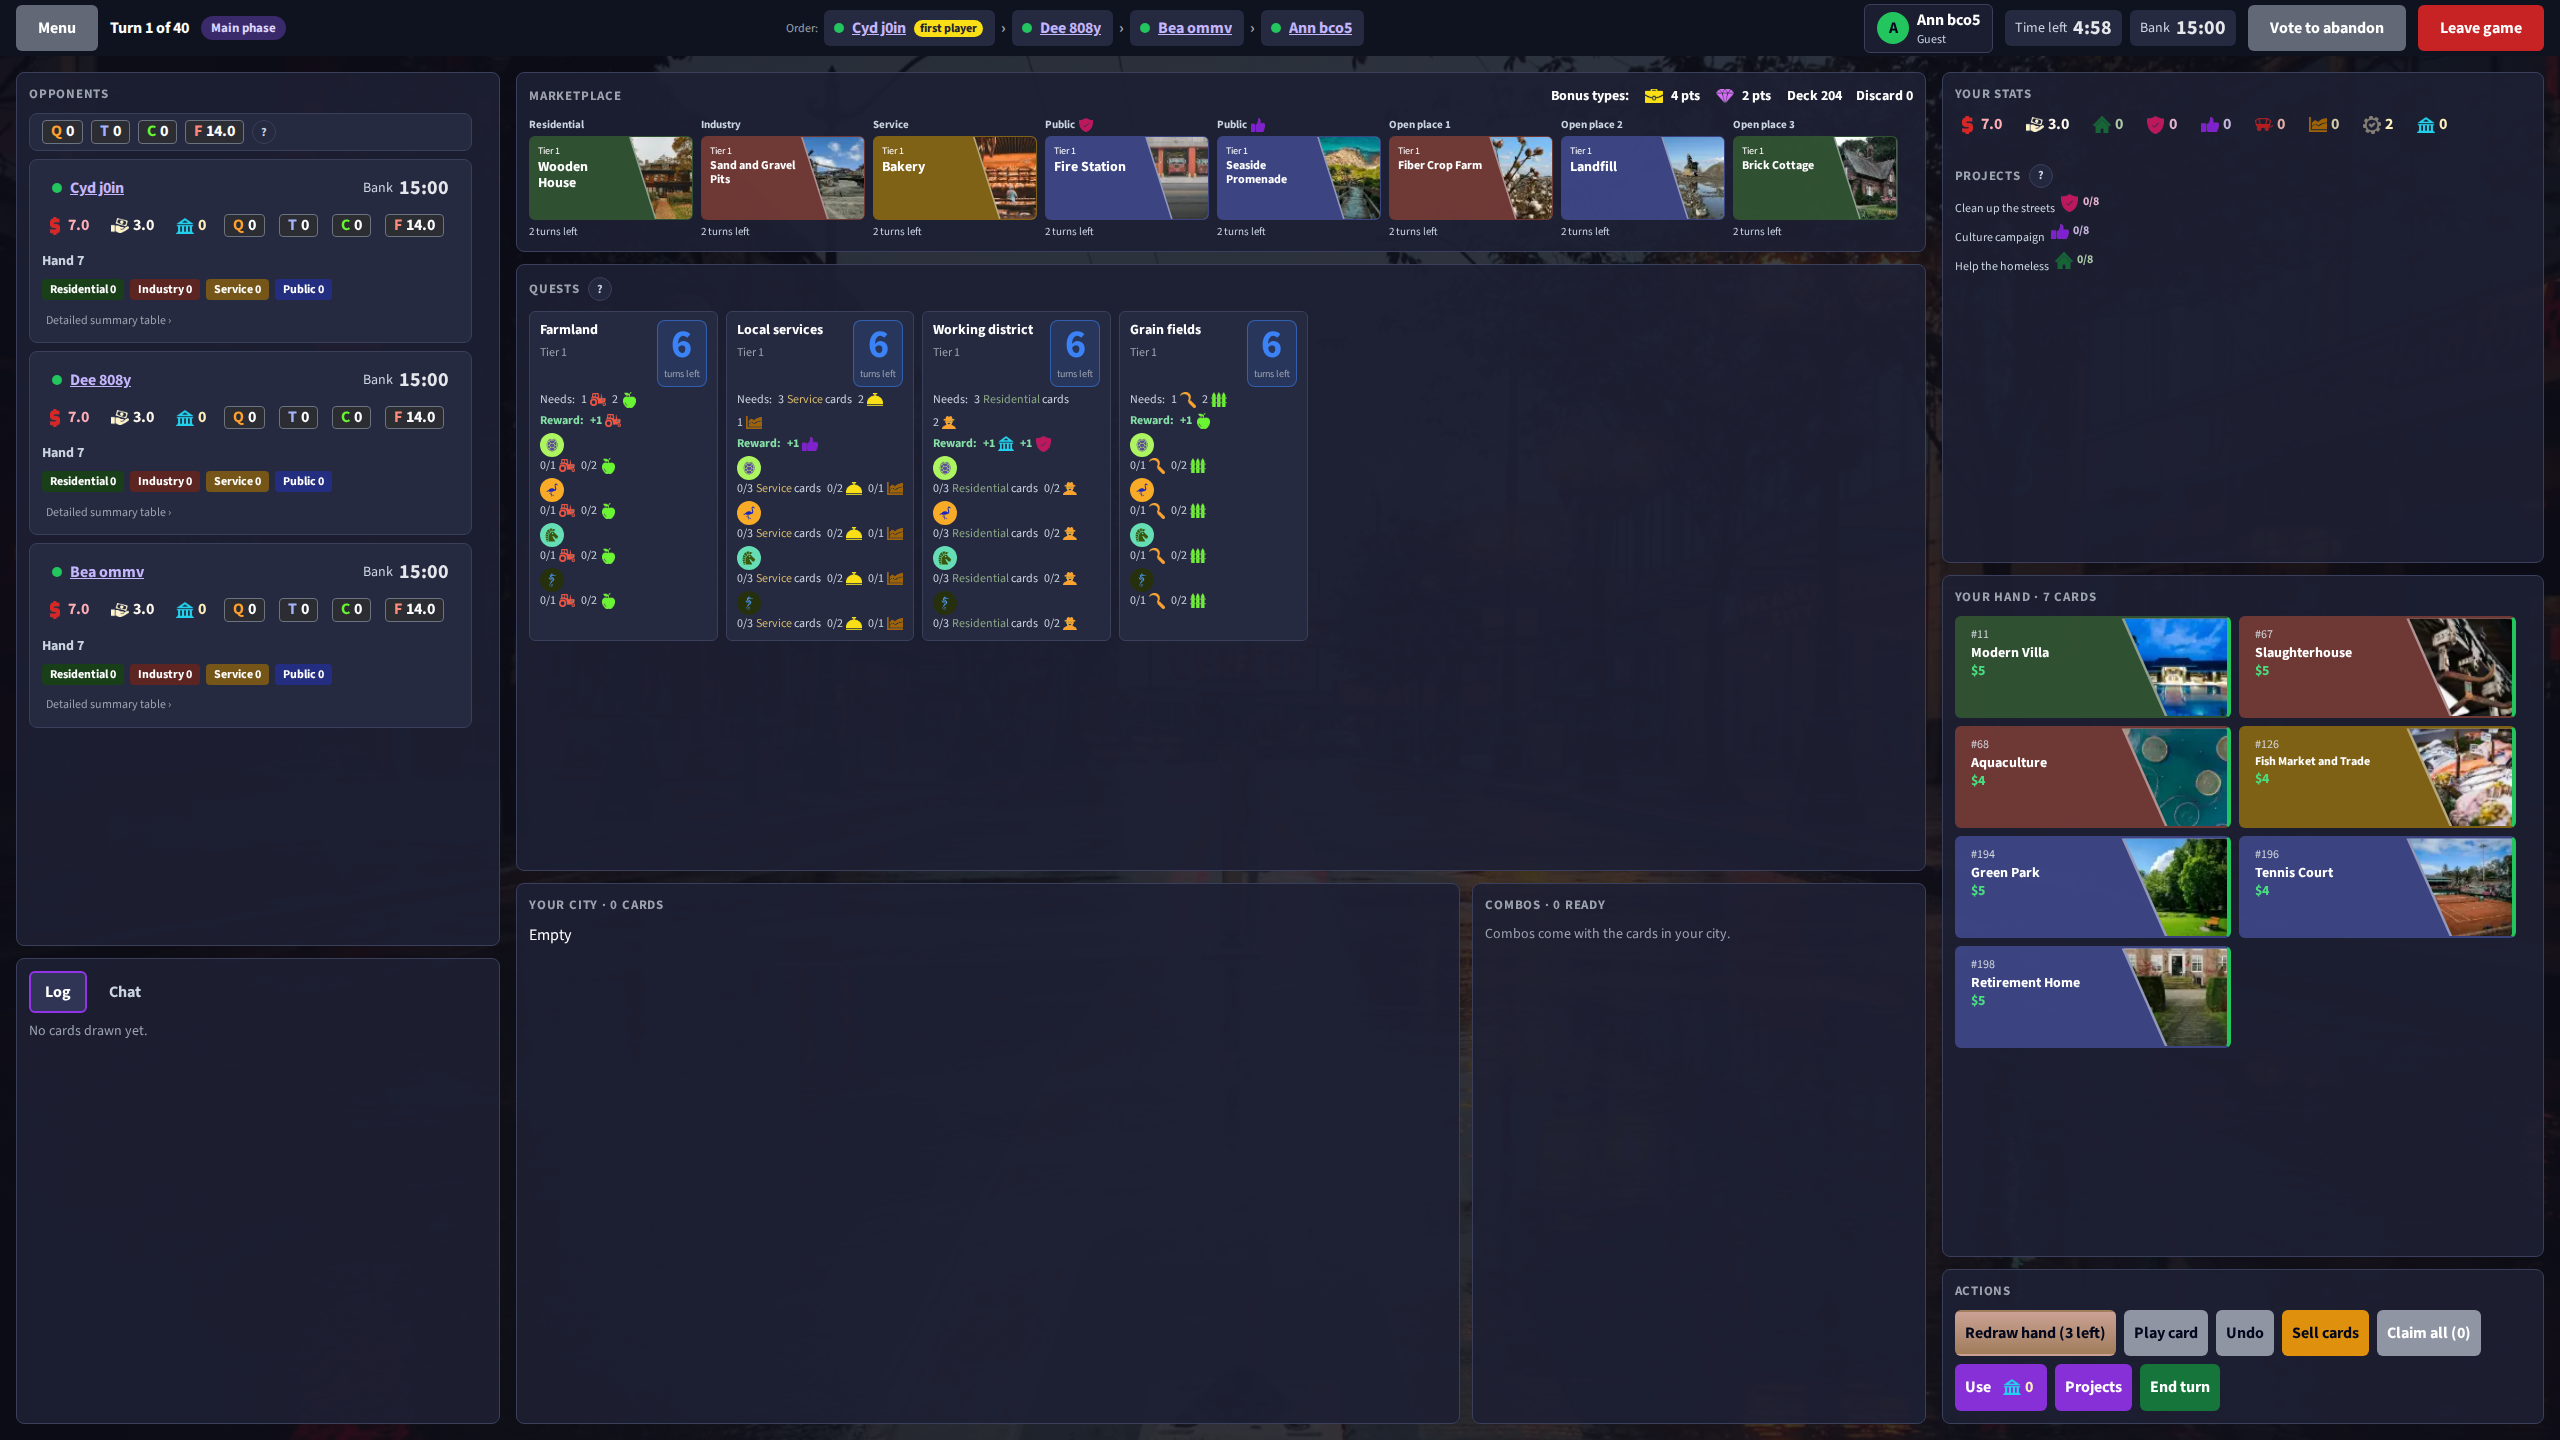 Menu
Turn 1 of 40
Main phase
Order:
Cyd j0in
first player
›
Dee 808y
›
Bea ommv
›
Ann bco5
A
Ann bco5
Guest
Time left 4:58
Bank 15:00
Vote to abandon
Leave game
OPPONENTS
Q 0
T 0
C 0
F 14.0
?
Cyd j0in
Bank 15:00
7.0
3.0
0
Q 0
T 0
C 0
F 14.0
Hand 7
Residential 0
Industry 0
Service 0
Public 0
Detailed summary table ›
Dee 808y
Bank 15:00
7.0
3.0
0
Q 0
T 0
C 0
F 14.0
Hand 7
Residential 0
Industry 0
Service 0
Public 0
Detailed summary table ›
Bea ommv
Bank 15:00
7.0
3.0
0
Q 0
T 0
C 0
F 14.0
Hand 7
Residential 0
Industry 0
Service 0
Public 0
Detailed summary table ›
Log
Chat
No cards drawn yet.
MARKETPLACE
Bonus types:
4 pts
2 pts
Deck 204
Discard 0
Residential
Tier 1
Wooden
House
2 turns left
Industry
Tier 1
Sand and Gravel
Pits
2 turns left
Service
Tier 1
Bakery
2 turns left
Public
Tier 1
Fire Station
2 turns left
Public
Tier 1
Seaside
Promenade
2 turns left
Open place 1
Tier 1
Fiber Crop Farm
2 turns left
Open place 2
Tier 1
Landfill
2 turns left
Open place 3
Tier 1
Brick Cottage
2 turns left
QUESTS
?
Farmland
Tier 1
6
turns left
Needs: 1 2
Reward: +1
0/1 0/2
0/1 0/2
0/1 0/2
0/1 0/2
Local services
Tier 1
6
turns left
Needs: 3 Service cards 2
1
Reward: +1
0/3 Service cards 0/2 0/1
0/3 Service cards 0/2 0/1
0/3 Service cards 0/2 0/1
0/3 Service cards 0/2 0/1
Working district
Tier 1
6
turns left
Needs: 3 Residential cards
2
Reward: +1 +1
0/3 Residential cards 0/2
0/3 Residential cards 0/2
0/3 Residential cards 0/2
0/3 Residential cards 0/2
Grain fields
Tier 1
6
turns left
Needs: 1 2
Reward: +1
0/1 0/2
0/1 0/2
0/1 0/2
0/1 0/2
YOUR CITY · 0 CARDS
Empty
COMBOS · 0 READY
Combos come with the cards in your city.
YOUR STATS
7.0
3.0
0
0
0
0
0
2
0
PROJECTS
?
Clean up the streets 0/8
Culture campaign 0/8
Help the homeless 0/8
YOUR HAND · 7 CARDS
#11
Modern Villa
$5
#67
Slaughterhouse
$5
#68
Aquaculture
$4
#126
Fish Market and Trade
$4
#194
Green Park
$5
#196
Tennis Court
$4
#198
Retirement Home
$5
ACTIONS
Redraw hand (3 left)
Play card
Undo
Sell cards
Claim all (0)
Use 0
Projects
End turn